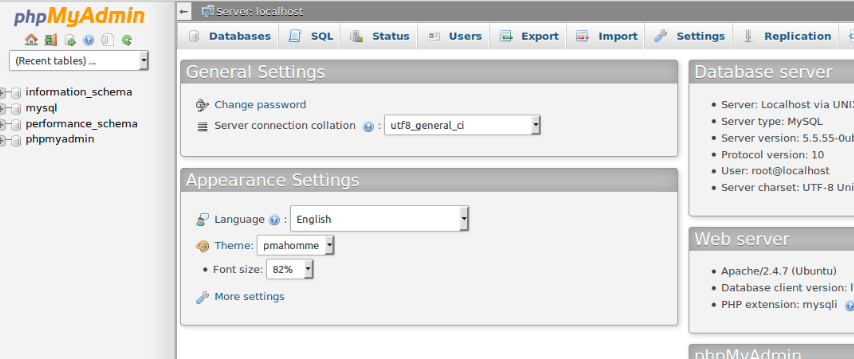 phpMyAdmin
(Recent tables) ...
information_schema
mysql
performance_schema
phpmyadmin
Server: localhost
Databases SQL Status Users Export Import Settings Replication
General Settings
Change password
Server connection collation : utf8_general_ci
Appearance Settings
Language : English
Theme: pmahomme
Font size: 82%
More settings
Database server
Server: Localhost via UNIX
Server type: MySQL
Server version: 5.5.55-0ub
Protocol version: 10
User: root@localhost
Server charset: UTF-8 Uni
Web server
Apache/2.4.7 (Ubuntu)
Database client version: l
PHP extension: mysqli
phpMyAdmin